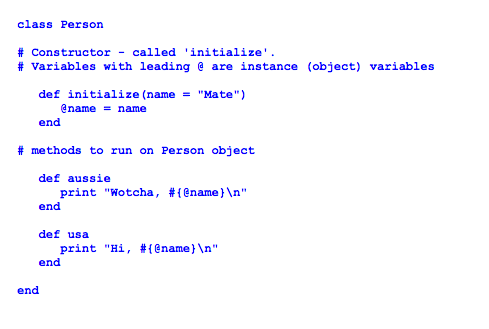 class Person
# Constructor - called 'initialize'.
# Variables with leading @ are instance (object) variables
def initialize(name = "Mate")
@name = name
end
# methods to run on Person object
def aussie
print "Wotcha, #{@name}\n"
end
def usa
print "Hi, #{@name}\n"
end
end